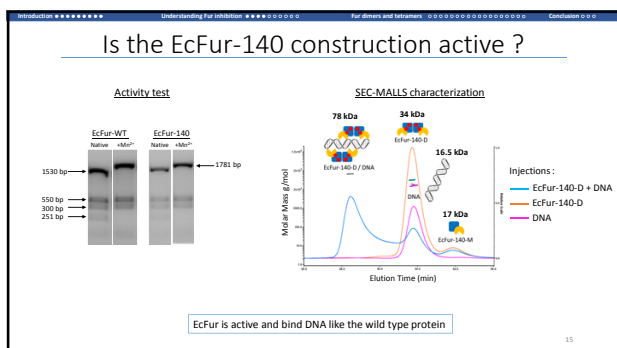 Introduction
Understanding Fur inhibition
Fur dimers and tetramers
Conclusion
Is the EcFur-140 construction active ?
Activity test
SEC-MALLS characterization
EcFur-WT
EcFur-140
Native
+Mn²⁺
Native
+Mn²⁺
1530 bp
1781 bp
550 bp
300 bp
251 bp
78 kDa
34 kDa
EcFur-140-D
16.5 kDa
EcFur-140-D / DNA
DNA
17 kDa
EcFur-140-M
Molar Mass g/mol
Elution Time (min)
Injections :
EcFur-140-D + DNA
EcFur-140-D
DNA
EcFur is active and bind DNA like the wild type protein
15